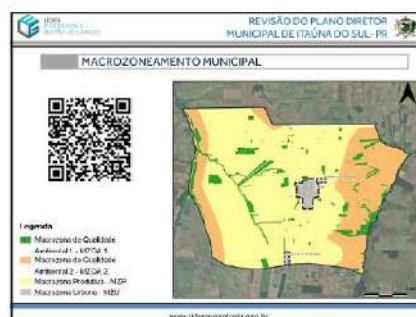 REVISÃO DO PLANO DIRETOR
MUNICIPAL DE ITAÚNA DO SUL- PR
MACROZONEAMENTO MUNICIPAL
Legenda
Macrozona de Qualidade
Ambiental 1 - MZQA 1
Macrozona de Qualidade
Ambiental 2 - MZQA 2
Macrozona Produtiva - MZP
Macrozona Urbana - MZU